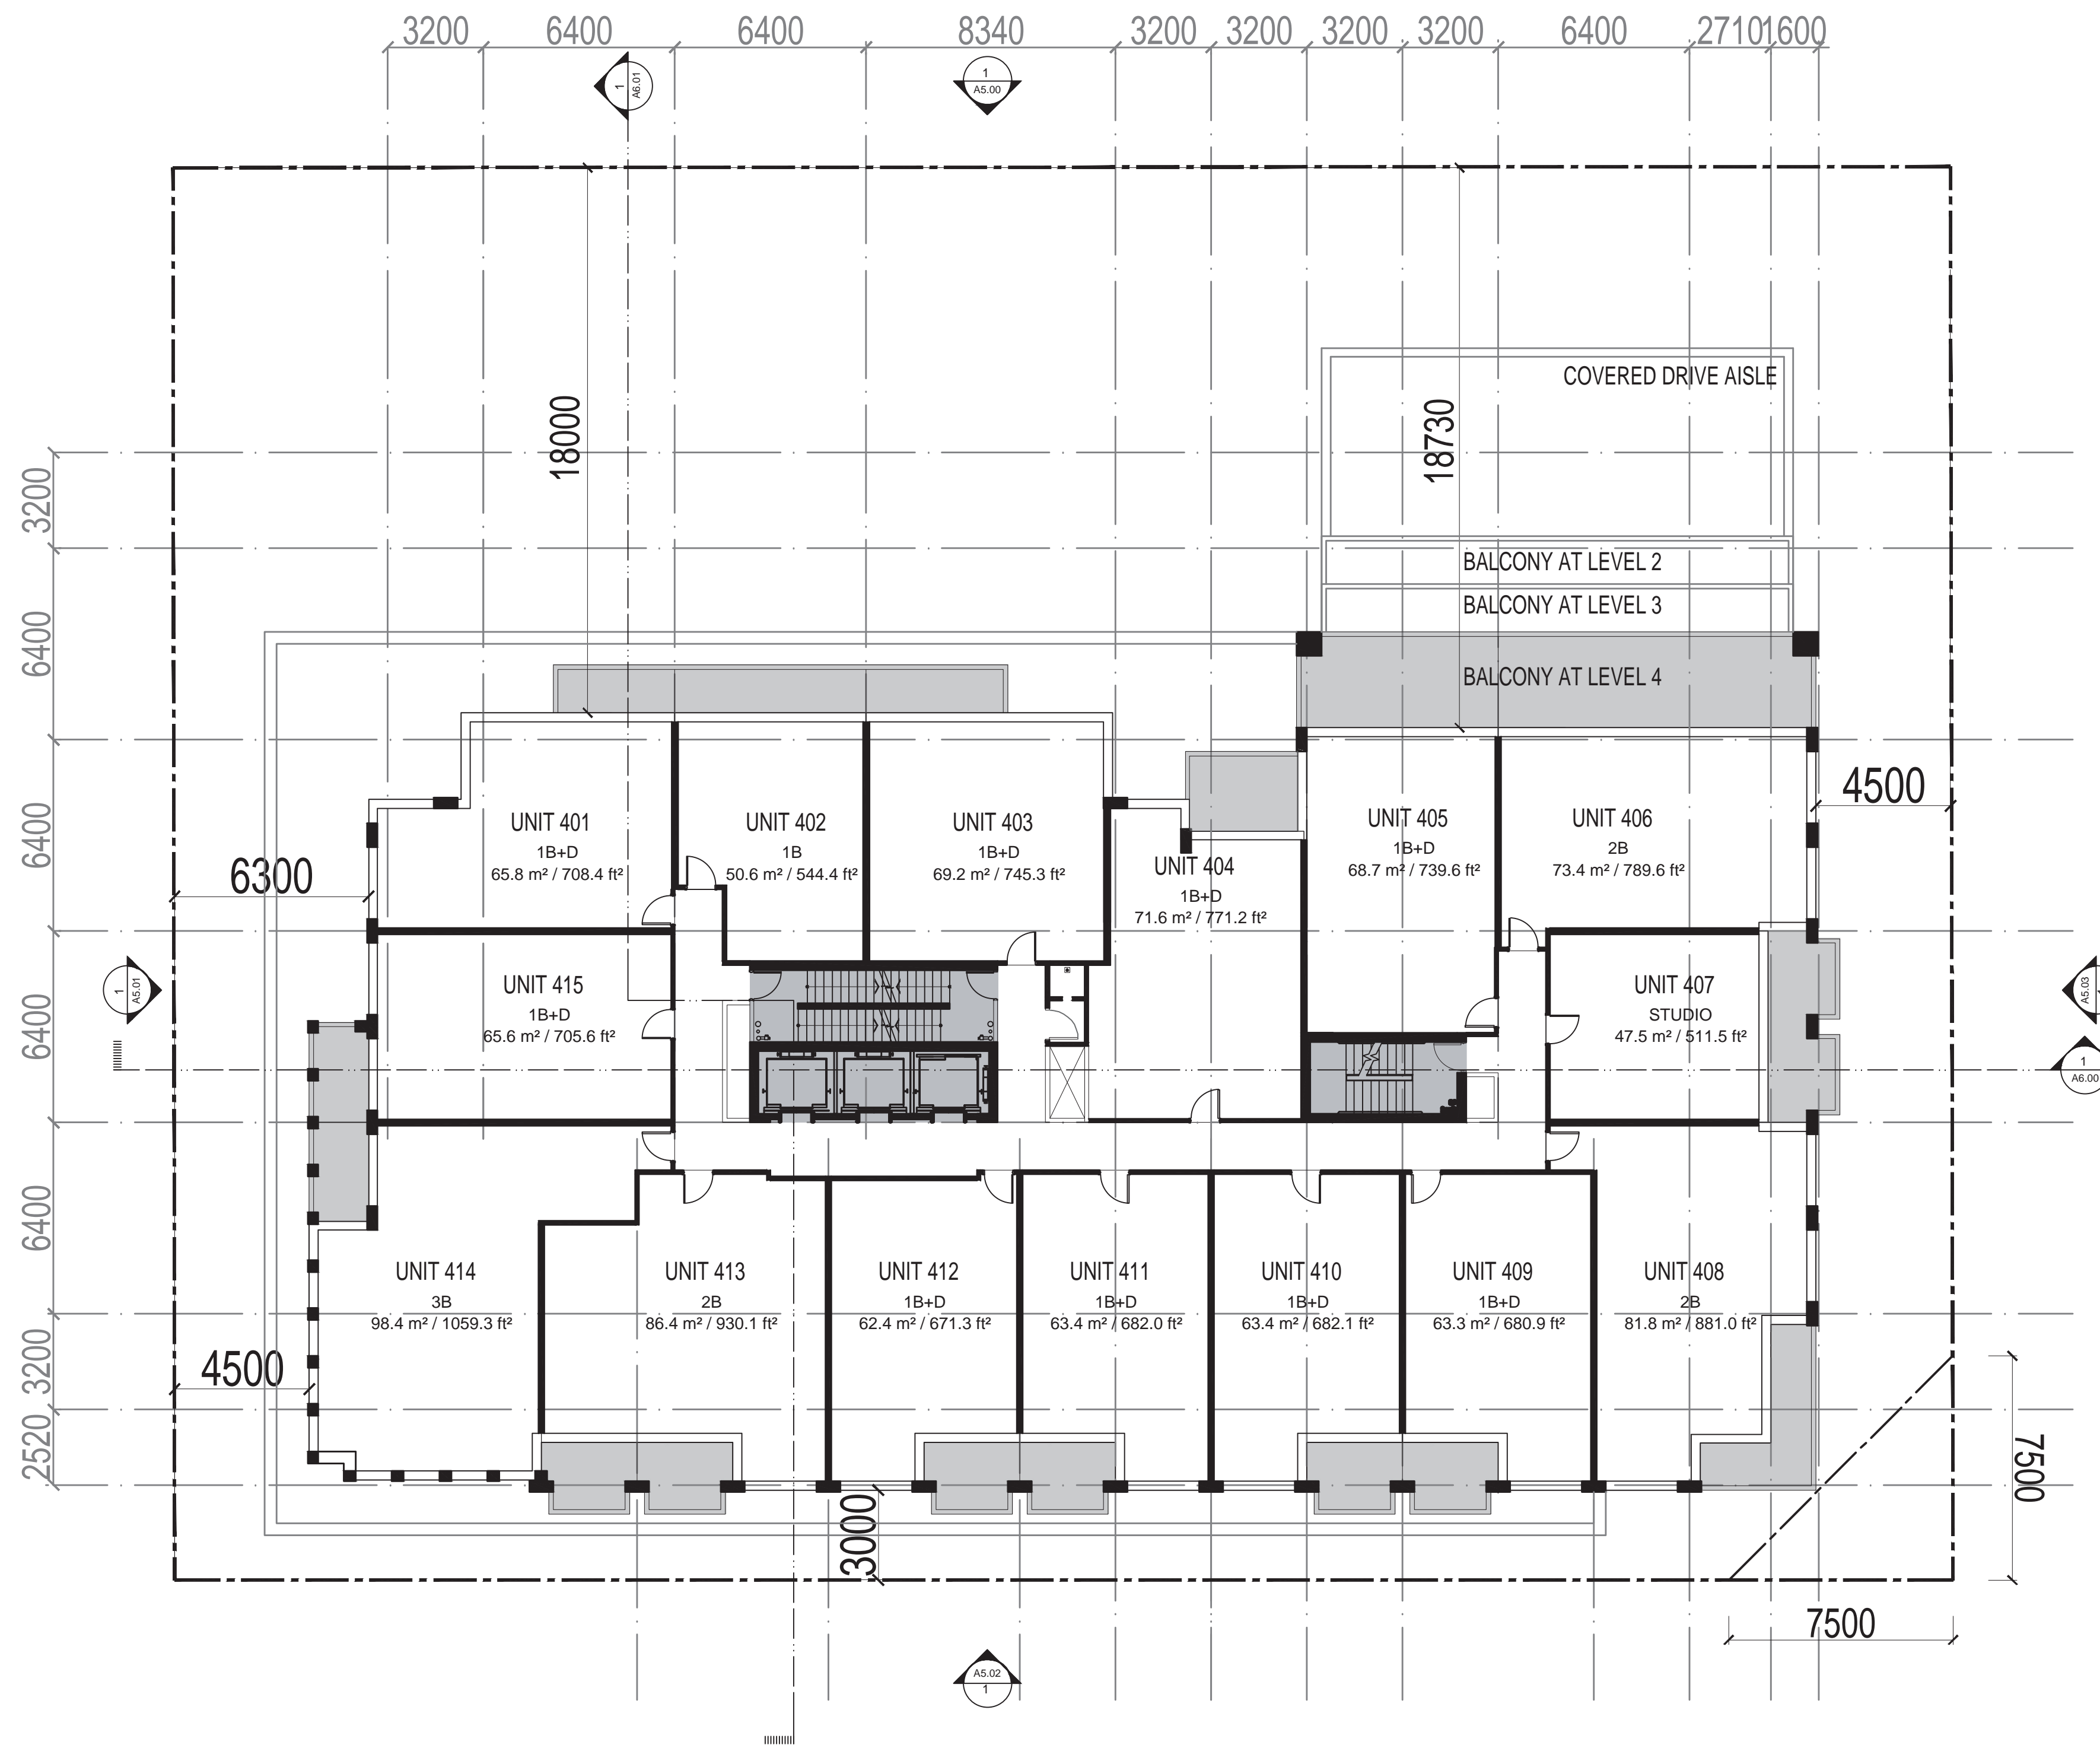 3200 6400 6400 8340 3200 3200 3200 3200 6400 2710 1600
1
A6.01
1
A5.00
COVERED DRIVE AISLE
18000
18730
3200
BALCONY AT LEVEL 2
BALCONY AT LEVEL 3
6400
BALCONY AT LEVEL 4
4500
UNIT 401
1B+D
65.8 m² / 708.4 ft²
UNIT 402
1B
50.6 m² / 544.4 ft²
UNIT 403
1B+D
69.2 m² / 745.3 ft²
UNIT 404
1B+D
71.6 m² / 771.2 ft²
UNIT 405
1B+D
68.7 m² / 739.6 ft²
UNIT 406
2B
73.4 m² / 789.6 ft²
6400
6300
1
A5.01
UNIT 415
1B+D
65.6 m² / 705.6 ft²
UNIT 407
STUDIO
47.5 m² / 511.5 ft²
A5.03
6400
1
A6.00
6400
UNIT 414
3B
98.4 m² / 1059.3 ft²
UNIT 413
2B
86.4 m² / 930.1 ft²
UNIT 412
1B+D
62.4 m² / 671.3 ft²
UNIT 411
1B+D
63.4 m² / 682.0 ft²
UNIT 410
1B+D
63.4 m² / 682.1 ft²
UNIT 409
1B+D
63.3 m² / 680.9 ft²
UNIT 408
2B
81.8 m² / 881.0 ft²
3200
4500
2520
7500
3000
7500
A5.02
1